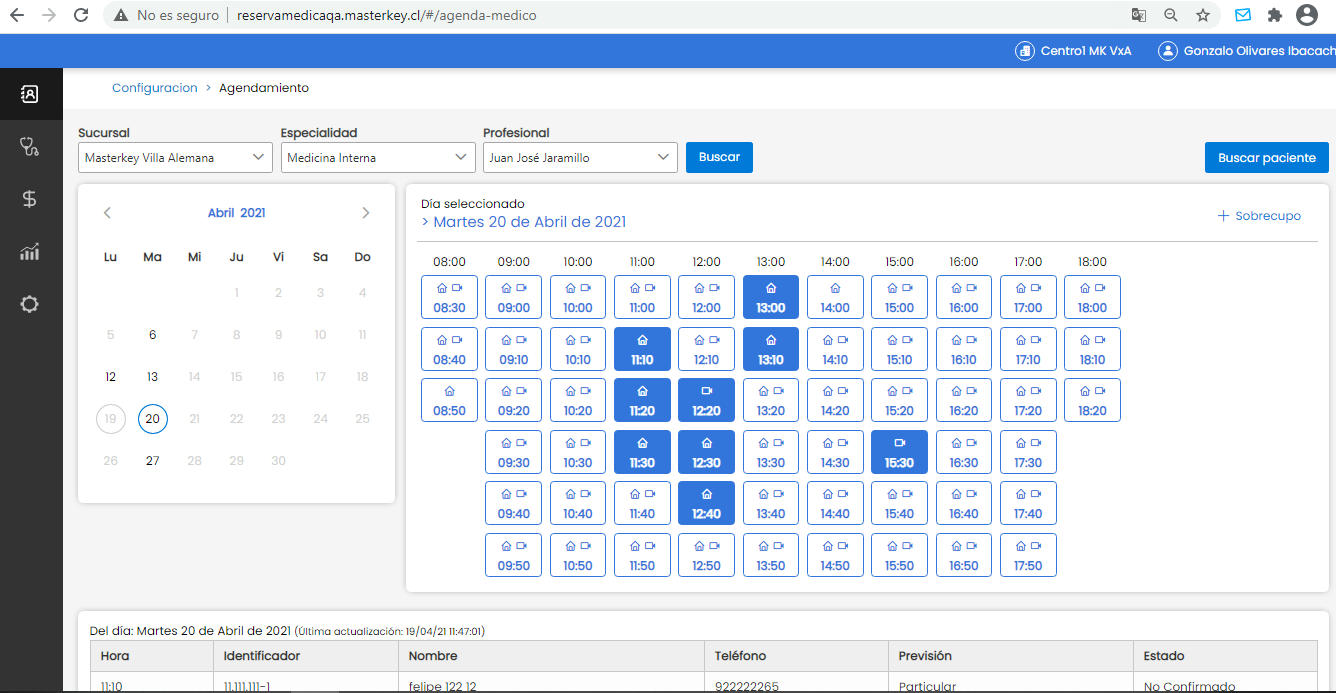 No es seguro reservamedicaqa.masterkey.cl/#/agenda-medico
Centro1 MK VxA Gonzalo Olivares Ibacach
Configuracion > Agendamiento
Sucursal Especialidad Profesional
Masterkey Villa Alemana Medicina Interna Juan José Jaramillo Buscar Buscar paciente
Abril 2021
Lu Ma Mi Ju Vi Sa Do
1 2 3 4
5 6 7 8 9 10 11
12 13 14 15 16 17 18
19 20 21 22 23 24 25
26 27 28 29 30
Día seleccionado
> Martes 20 de Abril de 2021
+ Sobrecupo
08:00 09:00 10:00 11:00 12:00 13:00 14:00 15:00 16:00 17:00 18:00
08:30 09:00 10:00 11:00 12:00 13:00 14:00 15:00 16:00 17:00 18:00
08:40 09:10 10:10 11:10 12:10 13:10 14:10 15:10 16:10 17:10 18:10
08:50 09:20 10:20 11:20 12:20 13:20 14:20 15:20 16:20 17:20 18:20
09:30 10:30 11:30 12:30 13:30 14:30 15:30 16:30 17:30
09:40 10:40 11:40 12:40 13:40 14:40 15:40 16:40 17:40
09:50 10:50 11:50 12:50 13:50 14:50 15:50 16:50 17:50
Del día: Martes 20 de Abril de 2021 (Última actualización: 19/04/21 11:47:01)
Hora Identificador Nombre Teléfono Previsión Estado
11:10 11.111.111-1 felipe 122 12 922222265 Particular No Confirmado